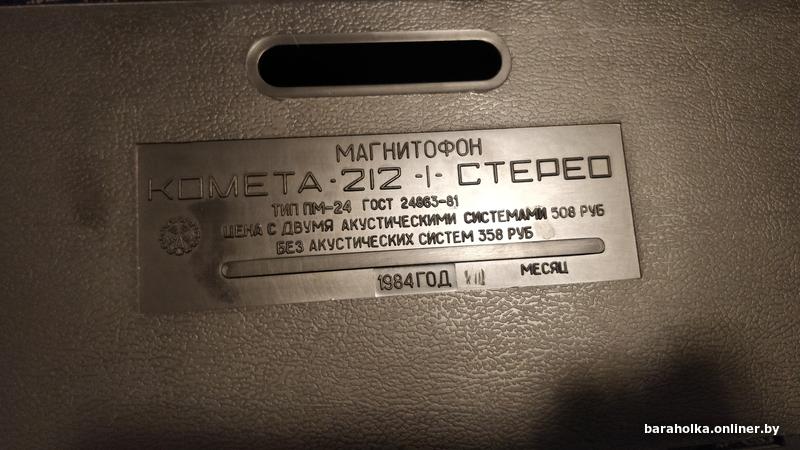 МАГНИТОФОН
КОМЕТА-212-1-СТЕРЕО
ТИП ПМ-24 ГОСТ 24863-81
ЦЕНА С ДВУМЯ АКУСТИЧЕСКИМИ СИСТЕМАМИ 508 РУБ
БЕЗ АКУСТИЧЕСКИХ СИСТЕМ 358 РУБ
1984 ГОД МЕСЯЦ
baraholka.onliner.by